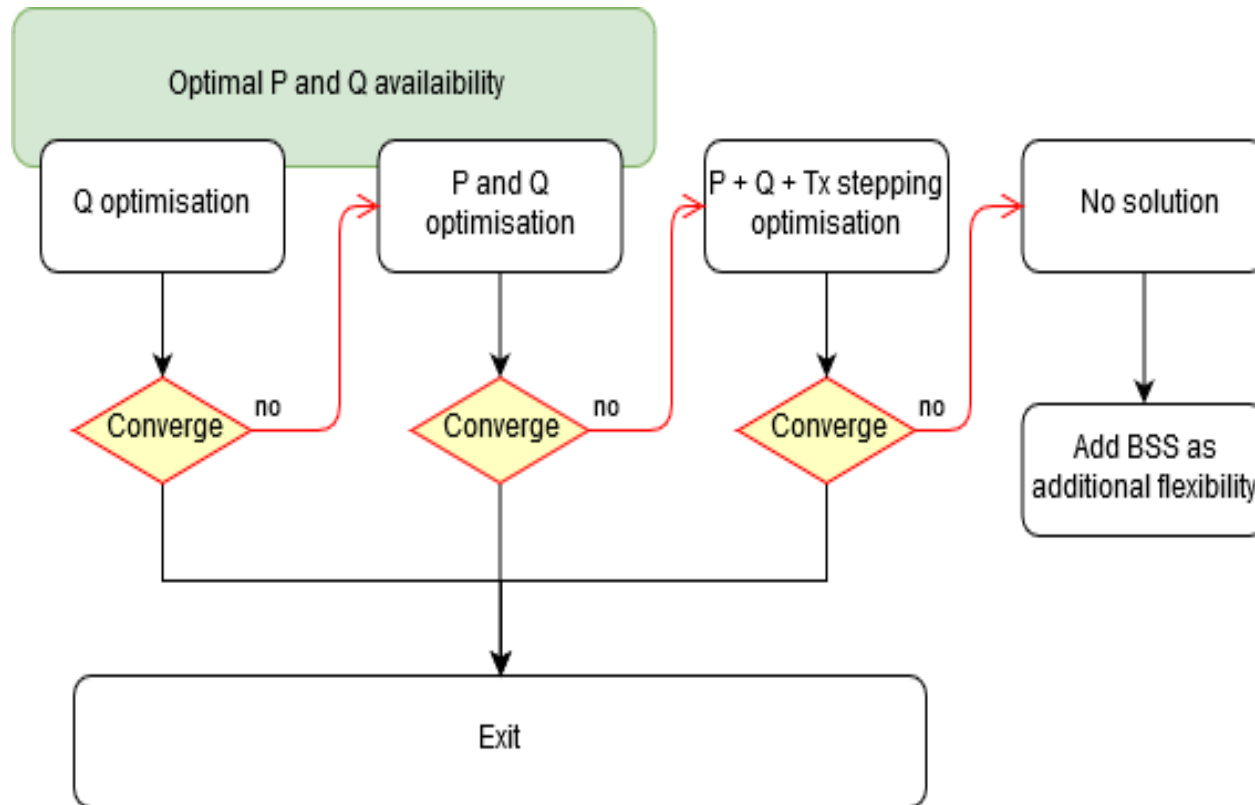 Optimal P and Q availaibility
Q optimisation
P and Q
optimisation
P + Q + Tx stepping
optimisation
No solution
Converge
no
Converge
no
Converge
no
Add BSS as
additional flexibility
Exit